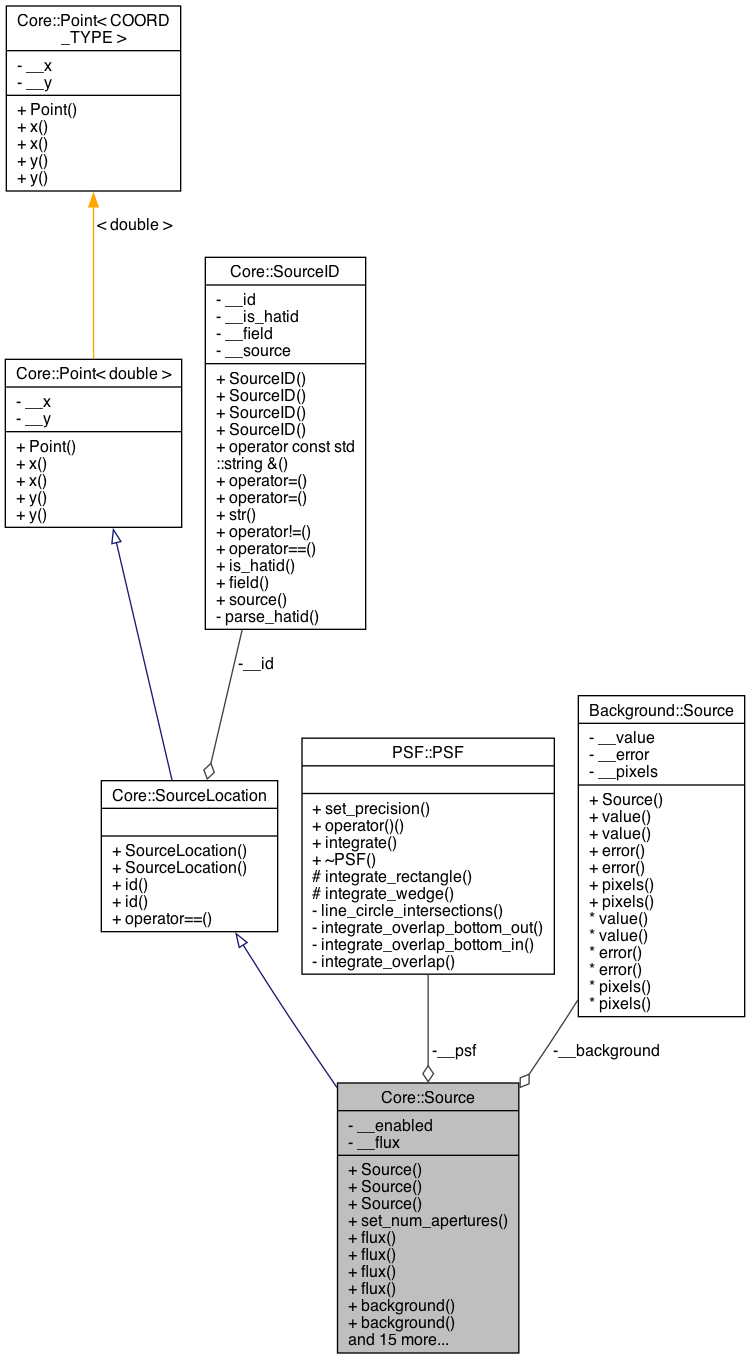 Core::Point< COORD
_TYPE >
- __x
- __y
+ Point()
+ x()
+ x()
+ y()
+ y()
< double >
Core::SourceID
- __id
- __is_hatid
- __field
- __source
+ SourceID()
+ SourceID()
+ SourceID()
+ SourceID()
+ operator const std
::string &()
+ operator=()
+ operator=()
+ str()
+ operator!=()
+ operator==()
+ is_hatid()
+ field()
+ source()
- parse_hatid()
Core::Point< double >
- __x
- __y
+ Point()
+ x()
+ x()
+ y()
+ y()
-__id
Core::SourceLocation
+ SourceLocation()
+ SourceLocation()
+ id()
+ id()
+ operator==()
PSF::PSF
+ set_precision()
+ operator()()
+ integrate()
+ ~PSF()
# integrate_rectangle()
# integrate_wedge()
- line_circle_intersections()
- integrate_overlap_bottom_out()
- integrate_overlap_bottom_in()
- integrate_overlap()
Background::Source
- __value
- __error
- __pixels
+ Source()
+ value()
+ value()
+ error()
+ error()
+ pixels()
+ pixels()
* value()
* value()
* error()
* error()
* pixels()
* pixels()
-__psf
-__background
Core::Source
- __enabled
- __flux
+ Source()
+ Source()
+ Source()
+ set_num_apertures()
+ flux()
+ flux()
+ flux()
+ flux()
+ background()
+ background()
and 15 more...